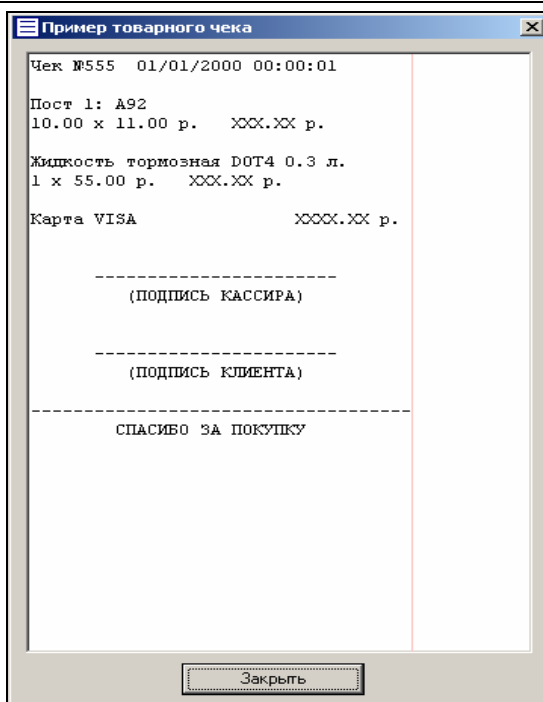 Пример товарного чека
Чек №555 01/01/2000 00:00:01
Пост 1: А92
10.00 x 11.00 р. XXX.XX р.
Жидкость тормозная DOT4 0.3 л.
1 x 55.00 р. XXX.XX р.
Карта VISA XXXX.XX р.
----------------------
(ПОДПИСЬ КАССИРА)
----------------------
(ПОДПИСЬ КЛИЕНТА)
------------------------------------
СПАСИБО ЗА ПОКУПКУ
Закрыть